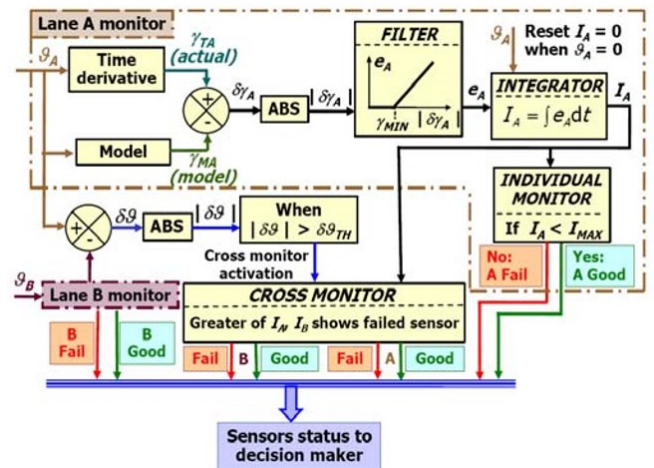 Lane A monitor
ϑA
Time
derivative
γTA
(actual)
Model
γMA
(model)
+
-
δγA
ABS
|δγA|
FILTER
eA
γMIN |δγA|
eA
ϑA
Reset IA = 0
when ϑA = 0
INTEGRATOR
IA = ∫ eAdt
IA
INDIVIDUAL
MONITOR
If IA < IMAX
No:
A Fail
Yes:
A Good
+
-
δϑ
ABS
|δϑ|
When
|δϑ| > δϑTH
Cross monitor
activation
ϑB
Lane B monitor
CROSS MONITOR
Greater of IA, IB shows failed sensor
B
Fail
B
Good
Fail
B
Good
Fail
A
Good
Sensors status to
decision maker